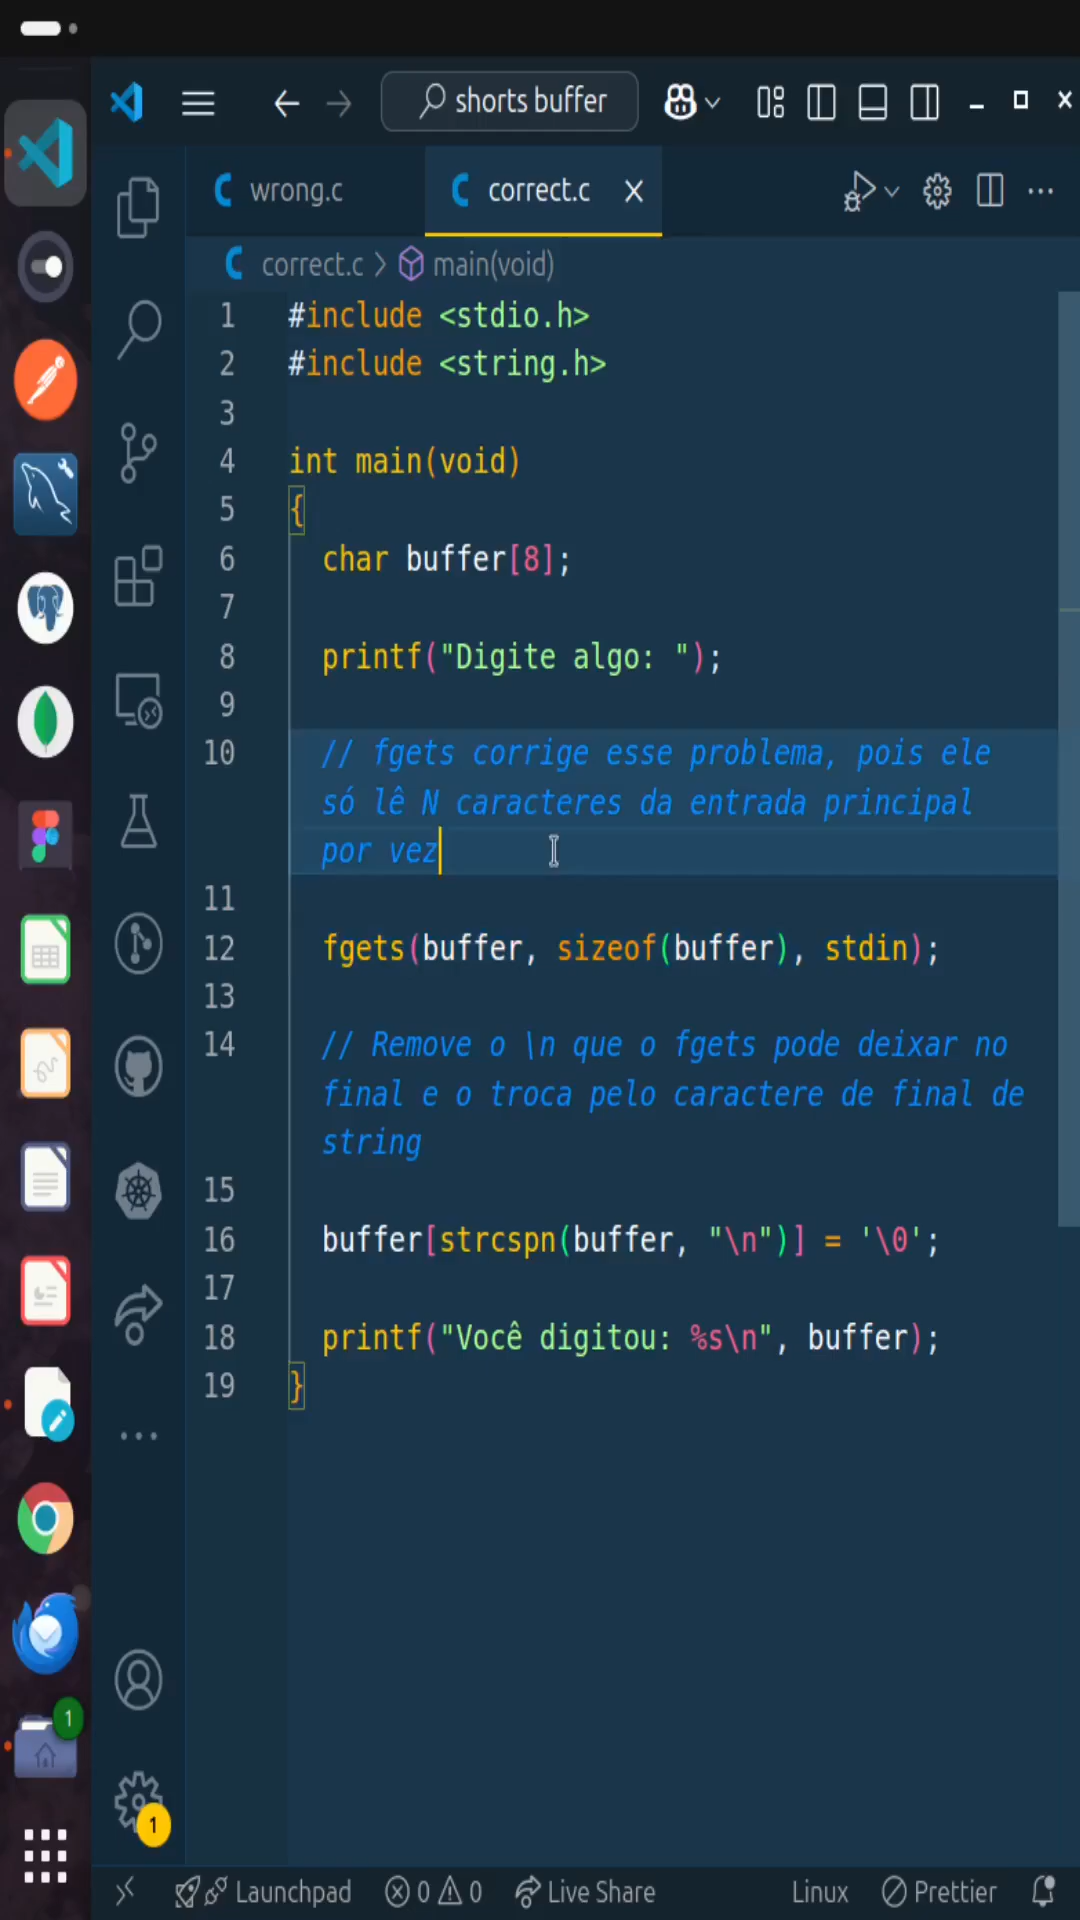 shorts buffer
wrong.c
correct.c
correct.c > main(void)
1 #include <stdio.h>
2 #include <string.h>
3
4 int main(void)
5 {
6 char buffer[8];
7
8 printf("Digite algo: ");
9
10 // fgets corrige esse problema, pois ele
só lê N caracteres da entrada principal
por vez
11
12 fgets(buffer, sizeof(buffer), stdin);
13
14 // Remove o \n que o fgets pode deixar no
final e o troca pelo caractere de final de
string
15
16 buffer[strcspn(buffer, "\n")] = '\0';
17
18 printf("Você digitou: %s\n", buffer);
19 }
1
1
Launchpad 0 0 Live Share Linux Prettier